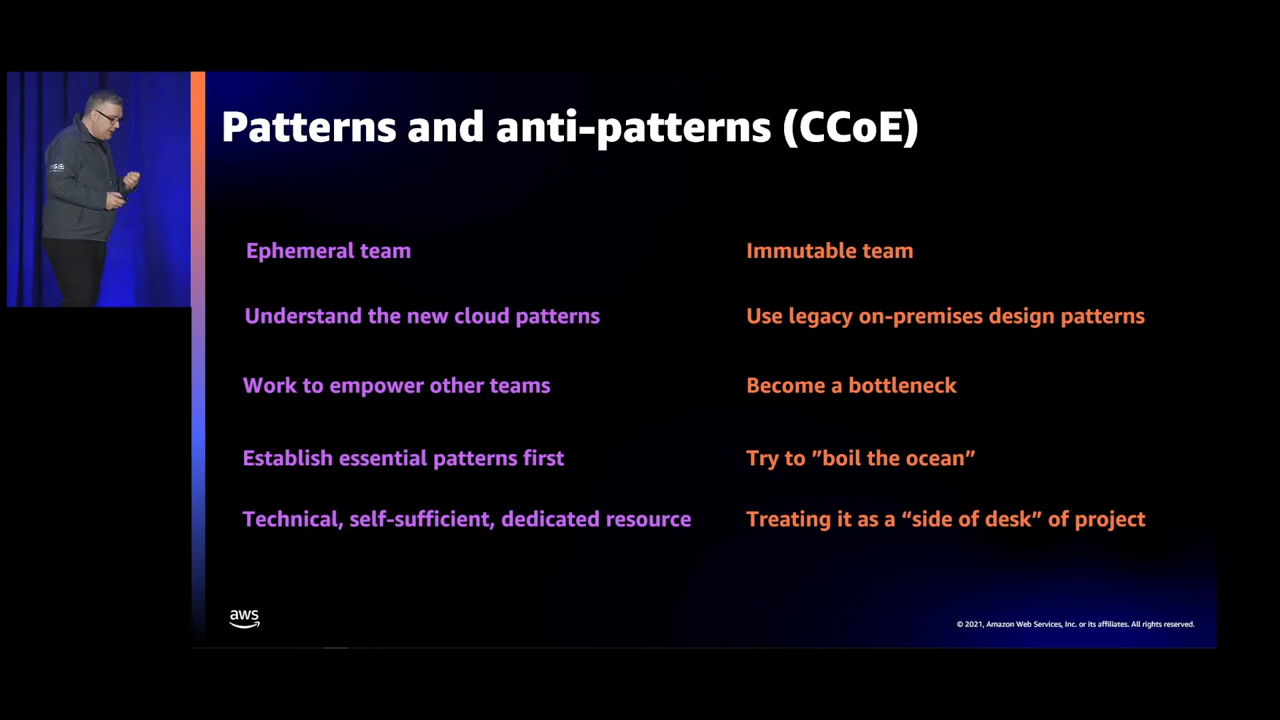 Patterns and anti-patterns (CCoE)
Ephemeral team
Immutable team
Understand the new cloud patterns
Use legacy on-premises design patterns
Work to empower other teams
Become a bottleneck
Establish essential patterns first
Try to ”boil the ocean”
Technical, self-sufficient, dedicated resource
Treating it as a “side of desk” of project
aws
© 2021, Amazon Web Services, Inc. or its affiliates. All rights reserved.